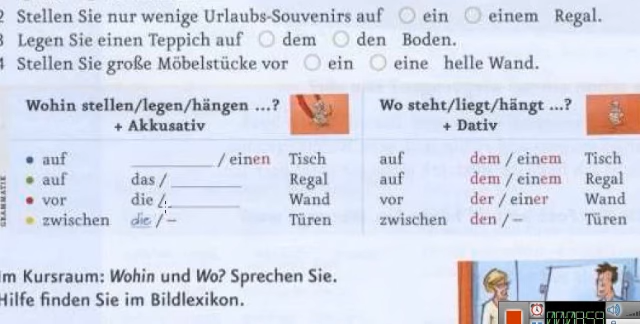 2 Stellen Sie nur wenige Urlaubs-Souvenirs auf ○ ein ○ einem Regal.
3 Legen Sie einen Teppich auf ○ dem ○ den Boden.
4 Stellen Sie große Möbelstücke vor ○ ein ○ eine helle Wand.
Wohin stellen/legen/hängen ...? Wo steht/liegt/hängt ...?
+ Akkusativ + Dativ
• auf ________ / einen Tisch auf dem / einem Tisch
• auf das / ________ Regal auf dem / einem Regal
• vor die / ________ Wand vor der / einer Wand
• zwischen die / – Türen zwischen den / – Türen
GRAMMATIK
Im Kursraum: Wohin und Wo? Sprechen Sie.
Hilfe finden Sie im Bildlexikon.